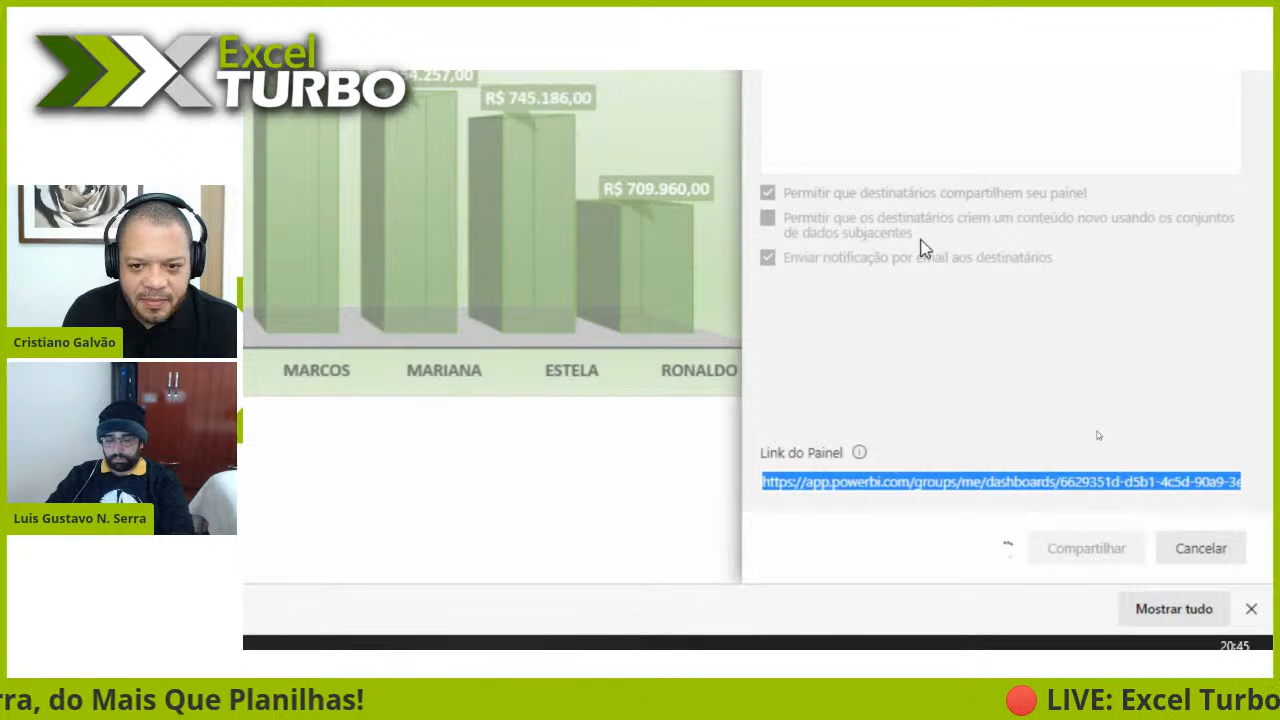 Excel
TURBO
4.257,00
R$ 745.186,00
R$ 709.960,00
MARCOS
MARIANA
ESTELA
RONALDO
Permitir que destinatários compartilhem seu painel
Permitir que os destinatários criem um conteúdo novo usando os conjuntos
de dados subjacentes
Enviar notificação por email aos destinatários
Link do Painel
https://app.powerbi.com/groups/me/dashboards/6629351d-d5b1-4c5d-90a9-3e
Compartilhar
Cancelar
Mostrar tudo
20:45
Cristiano Galvão
Luis Gustavo N. Serra
rra, do Mais Que Planilhas!
LIVE: Excel Turbo